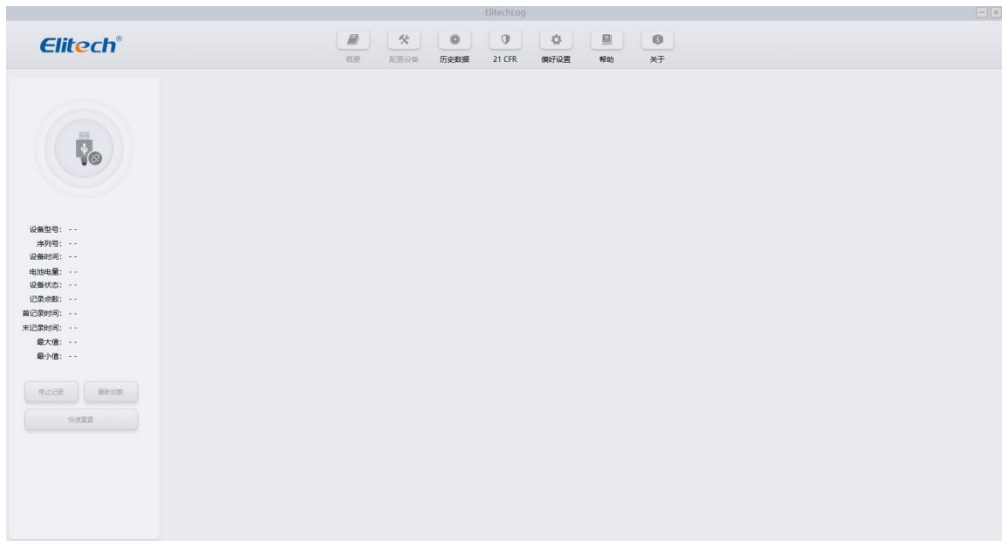 ElitechLog
Elitech®
概要 配置设备 历史数据 21 CFR 偏好设置 帮助 关于
设备型号: --
序列号: --
设备时间: --
电池电量: --
设备状态: --
记录点数: --
首记录时间: --
末记录时间: --
最大值: --
最小值: --
停止记录 重新加载
快速重置